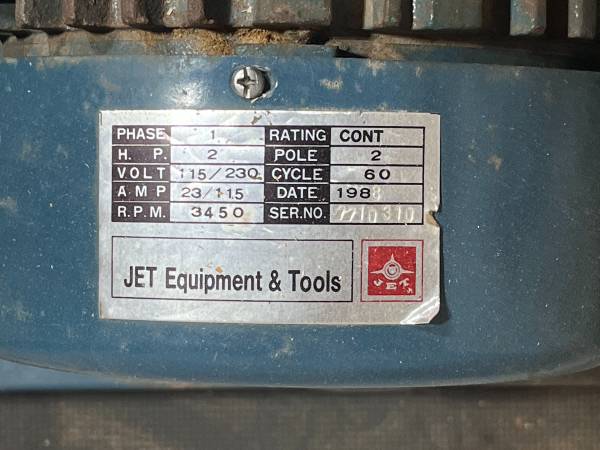 PHASE 1 RATING CONT
H. P. 2 POLE 2
VOLT 115/230 CYCLE 60
AMP 23/11.5 DATE 198
R.P.M. 3450 SER.NO.
JET Equipment & Tools
JET